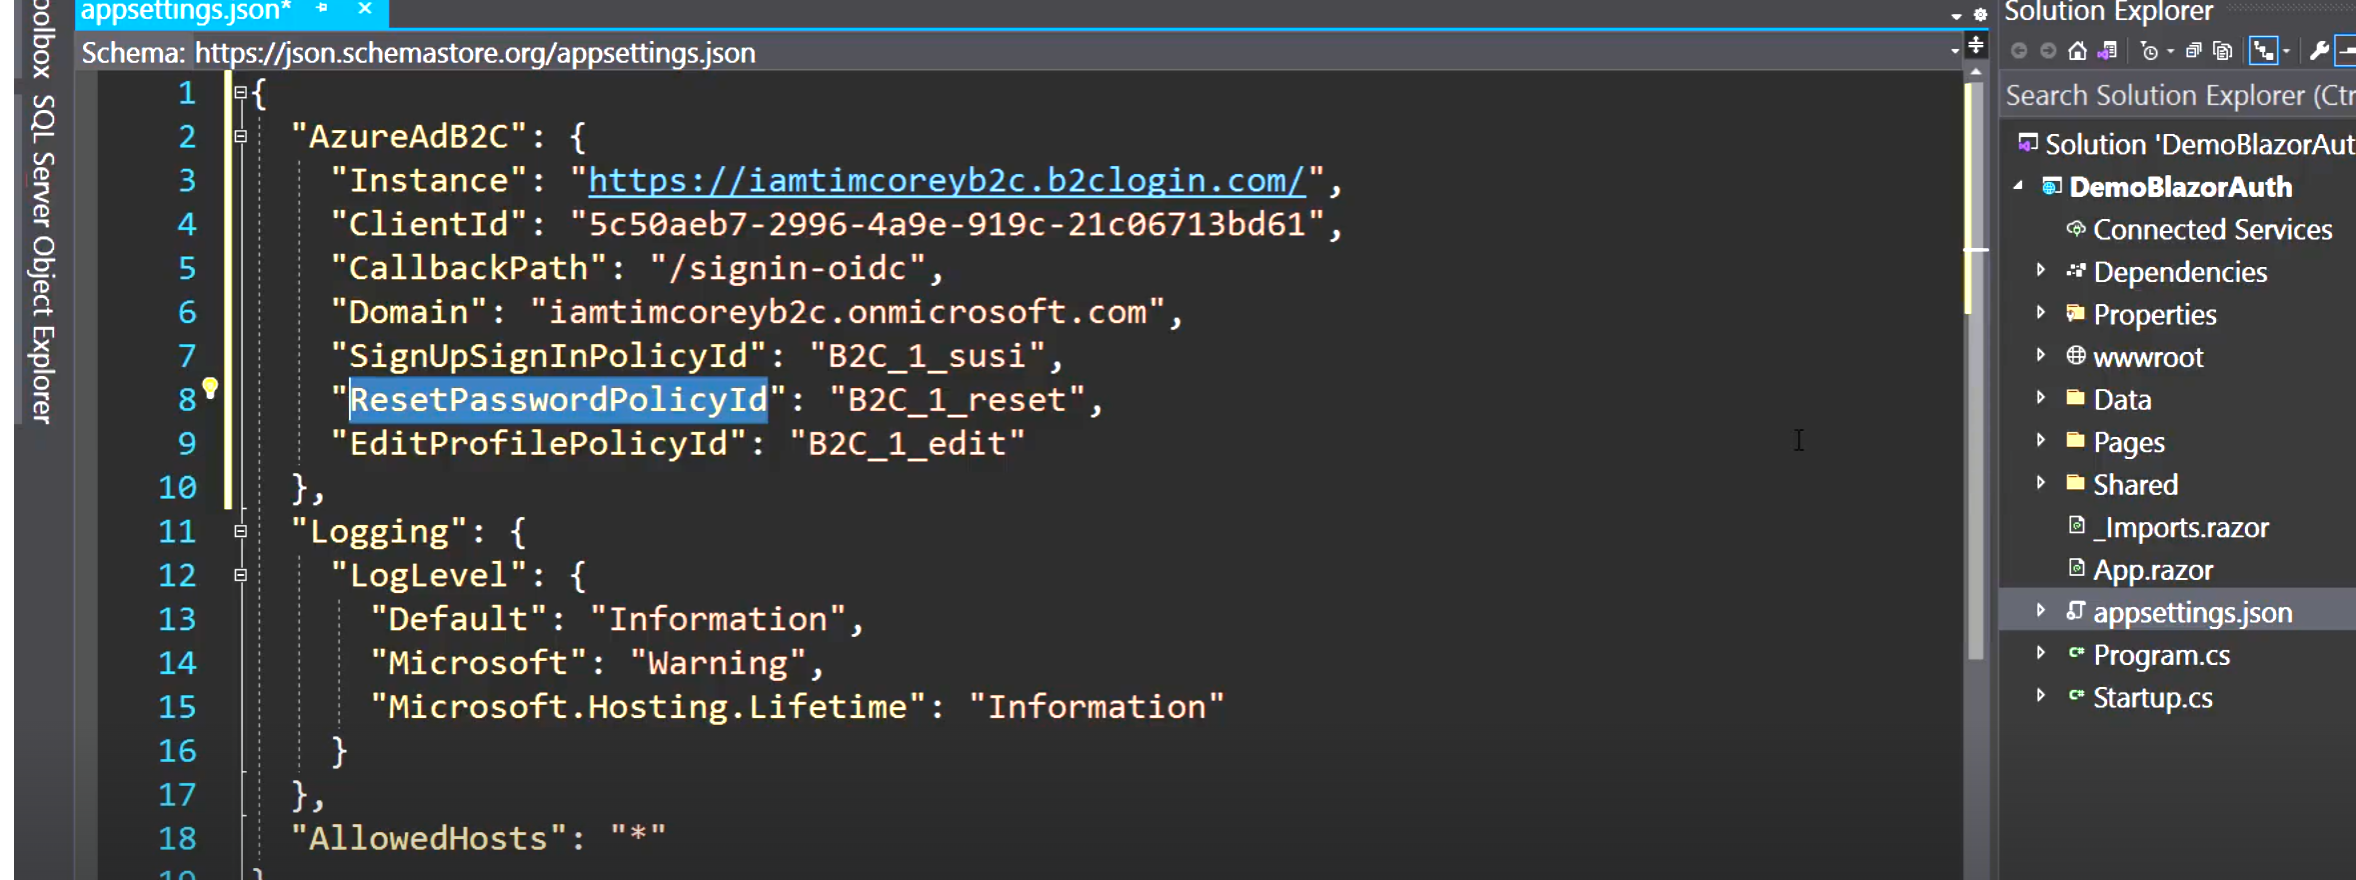 appsettings.json*
Schema: https://json.schemastore.org/appsettings.json
SQL Server Object Explorer
1 {
2 "AzureAdB2C": {
3 "Instance": "https://iamtimcoreyb2c.b2clogin.com/",
4 "ClientId": "5c50aeb7-2996-4a9e-919c-21c06713bd61",
5 "CallbackPath": "/signin-oidc",
6 "Domain": "iamtimcoreyb2c.onmicrosoft.com",
7 "SignUpSignInPolicyId": "B2C_1_susi",
8 "ResetPasswordPolicyId": "B2C_1_reset",
9 "EditProfilePolicyId": "B2C_1_edit"
10 },
11 "Logging": {
12 "LogLevel": {
13 "Default": "Information",
14 "Microsoft": "Warning",
15 "Microsoft.Hosting.Lifetime": "Information"
16 }
17 },
18 "AllowedHosts": "*"
19 }
Solution Explorer
Search Solution Explorer (Ctr
Solution 'DemoBlazorAut
DemoBlazorAuth
Connected Services
Dependencies
Properties
wwwroot
Data
Pages
Shared
_Imports.razor
App.razor
appsettings.json
Program.cs
Startup.cs